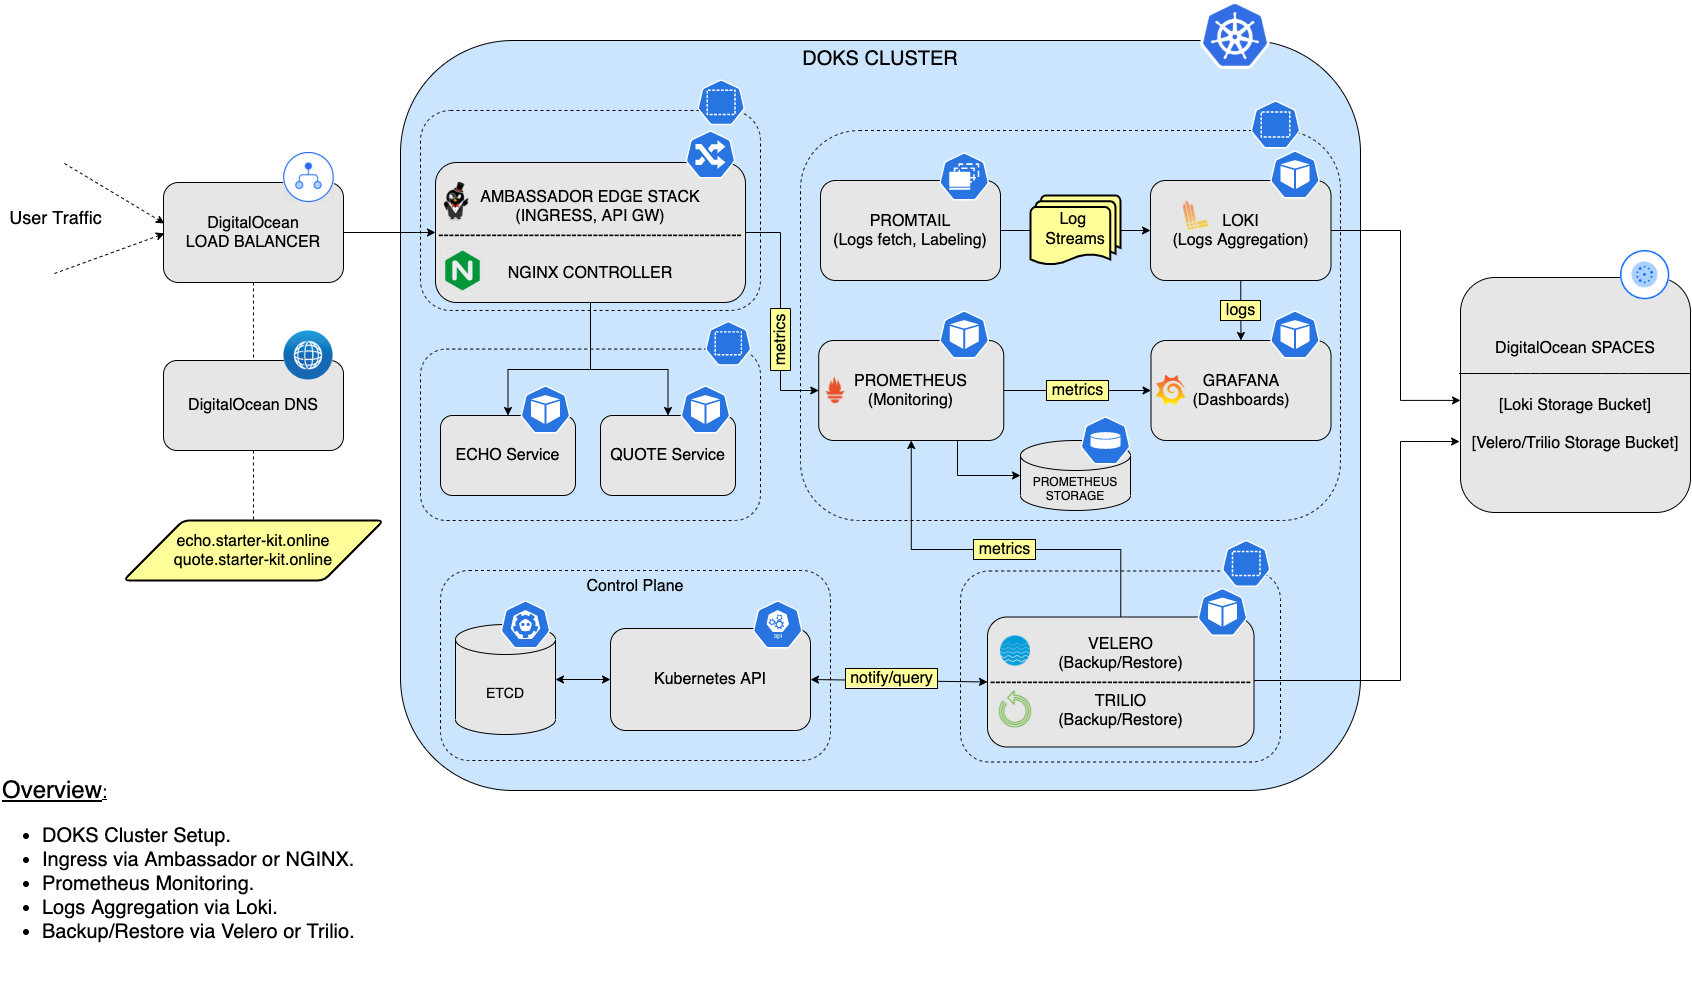 DOKS CLUSTER
User Traffic
DigitalOcean
LOAD BALANCER
DigitalOcean DNS
echo.starter-kit.online
quote.starter-kit.online
AMBASSADOR EDGE STACK
(INGRESS, API GW)
NGINX CONTROLLER
metrics
ECHO Service
QUOTE Service
PROMTAIL
(Logs fetch, Labeling)
Log
Streams
LOKI
(Logs Aggregation)
logs
PROMETHEUS
(Monitoring)
metrics
GRAFANA
(Dashboards)
PROMETHEUS
STORAGE
metrics
DigitalOcean SPACES
[Loki Storage Bucket]
[Velero/Trilio Storage Bucket]
Control Plane
ETCD
api
Kubernetes API
notify/query
VELERO
(Backup/Restore)
TRILIO
(Backup/Restore)
Overview:
• DOKS Cluster Setup.
• Ingress via Ambassador or NGINX.
• Prometheus Monitoring.
• Logs Aggregation via Loki.
• Backup/Restore via Velero or Trilio.